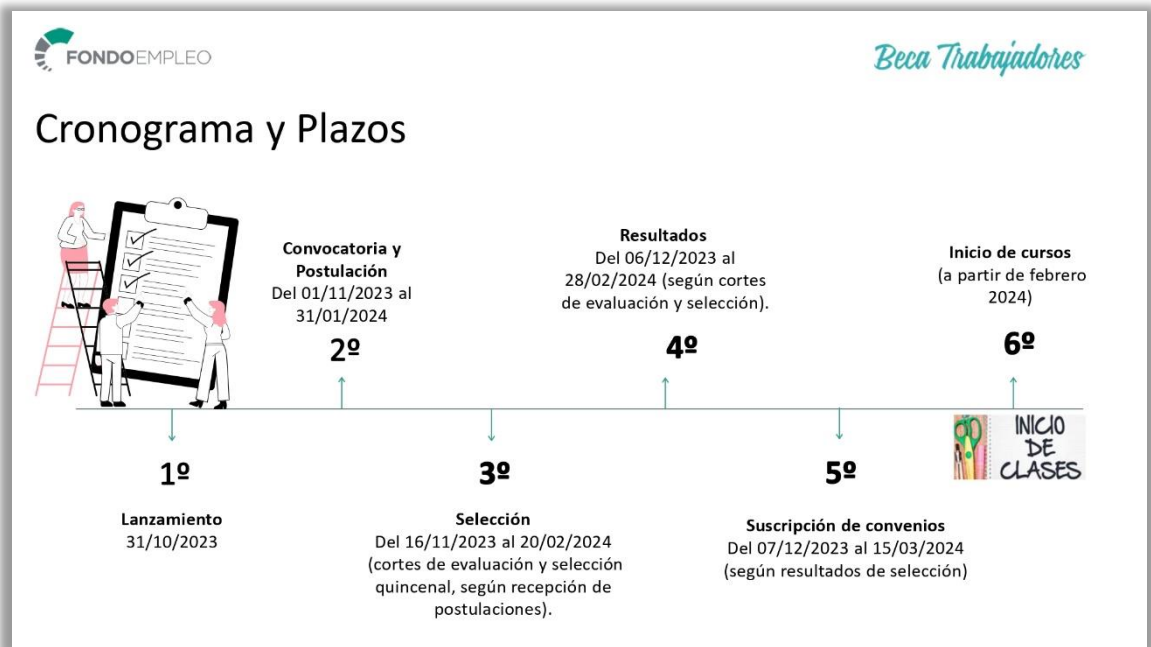 FONDOEMPLEO
Beca Trabajadores
Cronograma y Plazos
Convocatoria y
Postulación
Del 01/11/2023 al
31/01/2024
2º
Resultados
Del 06/12/2023 al
28/02/2024 (según cortes
de evaluación y selección).
4º
Inicio de cursos
(a partir de febrero
2024)
6º
INICIO
DE
CLASES
1º
Lanzamiento
31/10/2023
3º
Selección
Del 16/11/2023 al 20/02/2024
(cortes de evaluación y selección
quincenal, según recepción de
postulaciones).
5º
Suscripción de convenios
Del 07/12/2023 al 15/03/2024
(según resultados de selección)